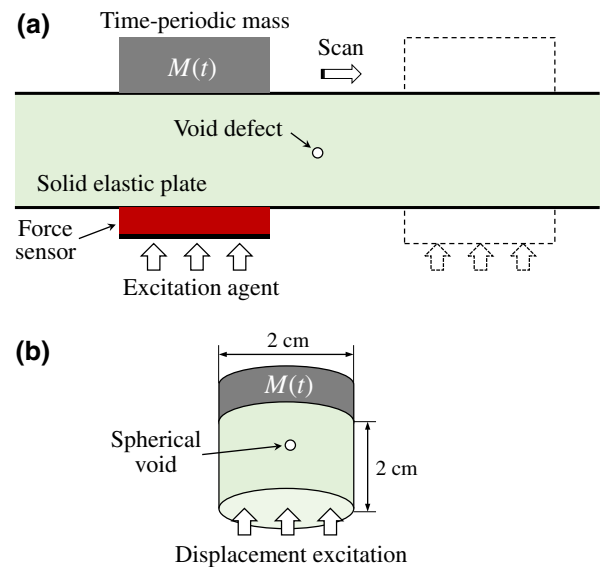 (a)
Time-periodic mass
M(t)
Scan
Void defect
Solid elastic plate
Force
sensor
Excitation agent
(b)
2 cm
M(t)
Spherical
void
2 cm
Displacement excitation